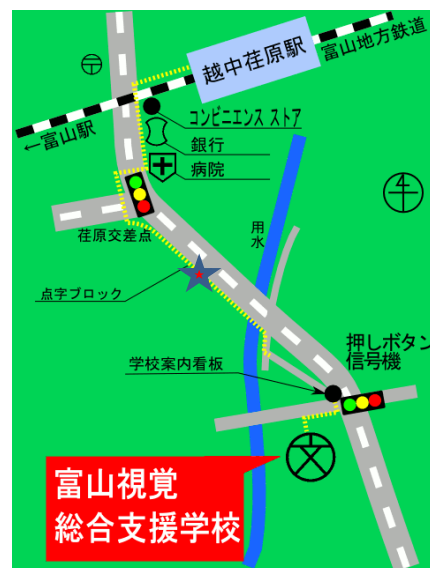 越中荏原駅
富山地方鉄道
←富山駅
コンビニエンス ストア
銀行
病院
荏原交差点
用水
点字ブロック
押しボタン
信号機
学校案内看板
富山視覚
総合支援学校